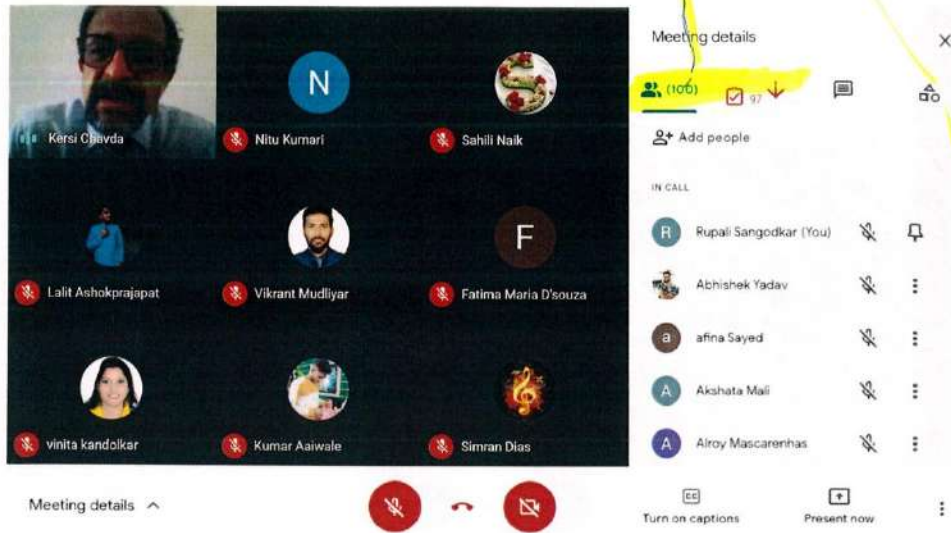 Kersi Chavda
N
Nitu Kumari
Sahili Naik
Lalit Ashokprajapat
Vikrant Mudliyar
F
Fatima Maria D'souza
vinita kandolkar
Kumar Aaiwale
Simran Dias
Meeting details
(100)
97
Add people
IN CALL
R Rupali Sangodkar (You)
Abhishek Yadav
a afina Sayed
A Akshata Mali
A Alroy Mascarenhas
Meeting details
CC
Turn on captions
Present now